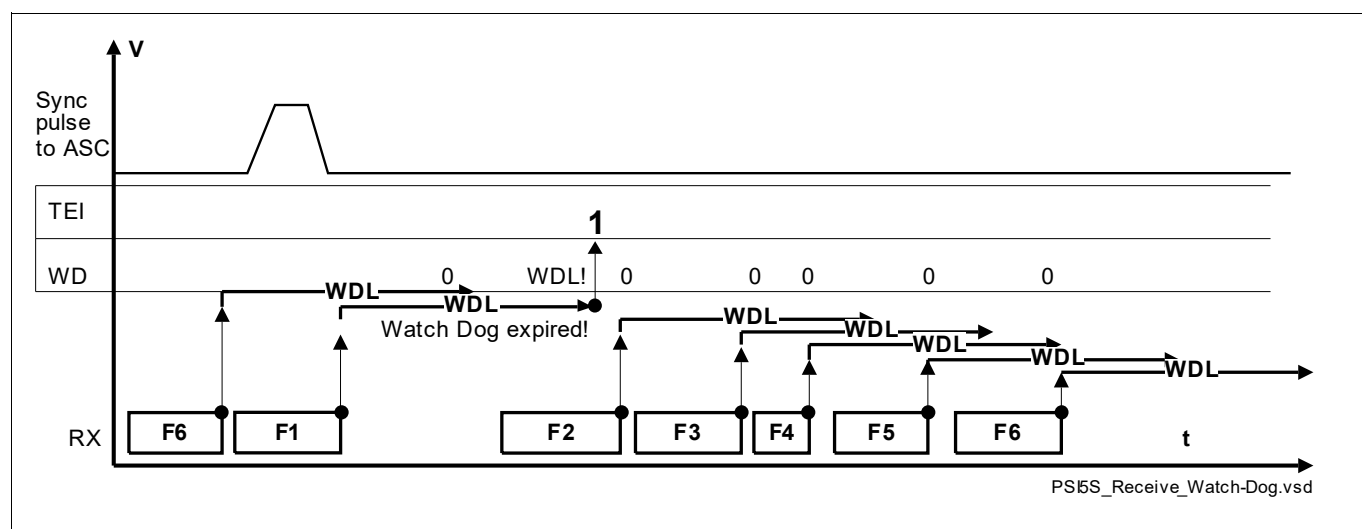 V
Sync
pulse
to ASC
TEI
1
WD
0 WDL! 0 0 0 0 0
WDL
WDL
Watch Dog expired!
WDL
WDL
WDL
WDL
WDL
RX F6 F1 F2 F3 F4 F5 F6 t
PSI5S_Receive_Watch-Dog.vsd